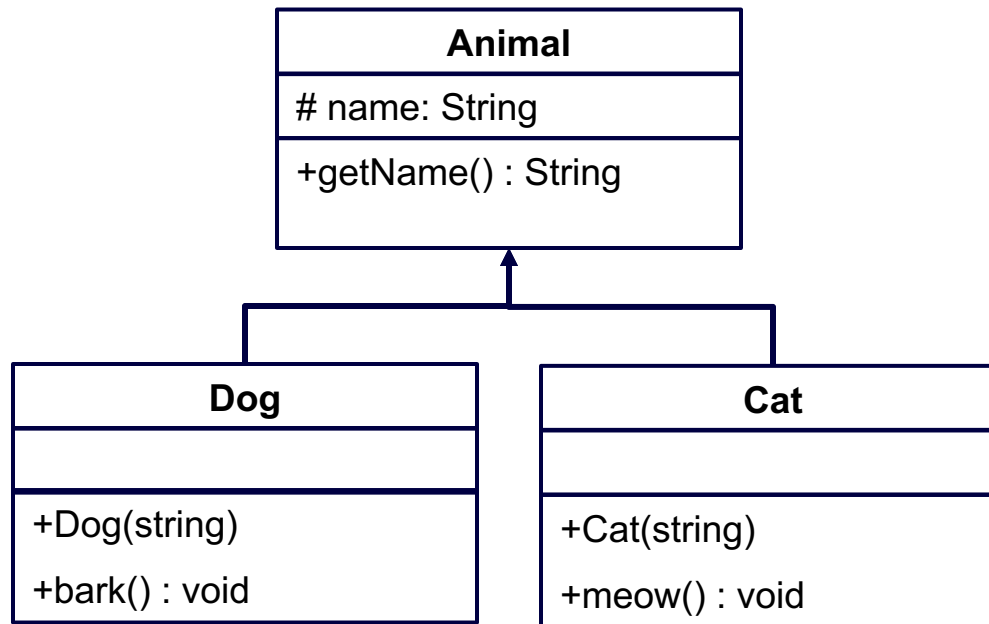 Animal
# name: String
+getName() : String
Dog
+Dog(string)
+bark() : void
Cat
+Cat(string)
+meow() : void